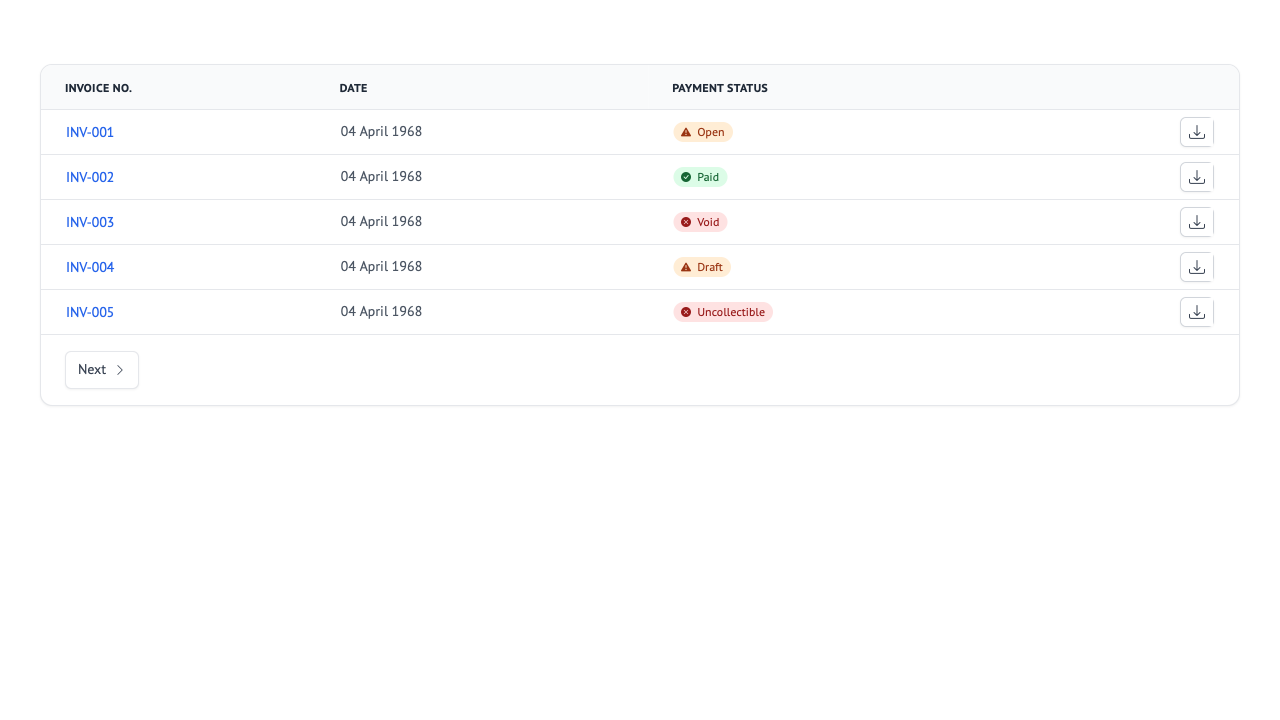 INVOICE NO. DATE PAYMENT STATUS
INV-001 04 April 1968 Open
INV-002 04 April 1968 Paid
INV-003 04 April 1968 Void
INV-004 04 April 1968 Draft
INV-005 04 April 1968 Uncollectible
Next